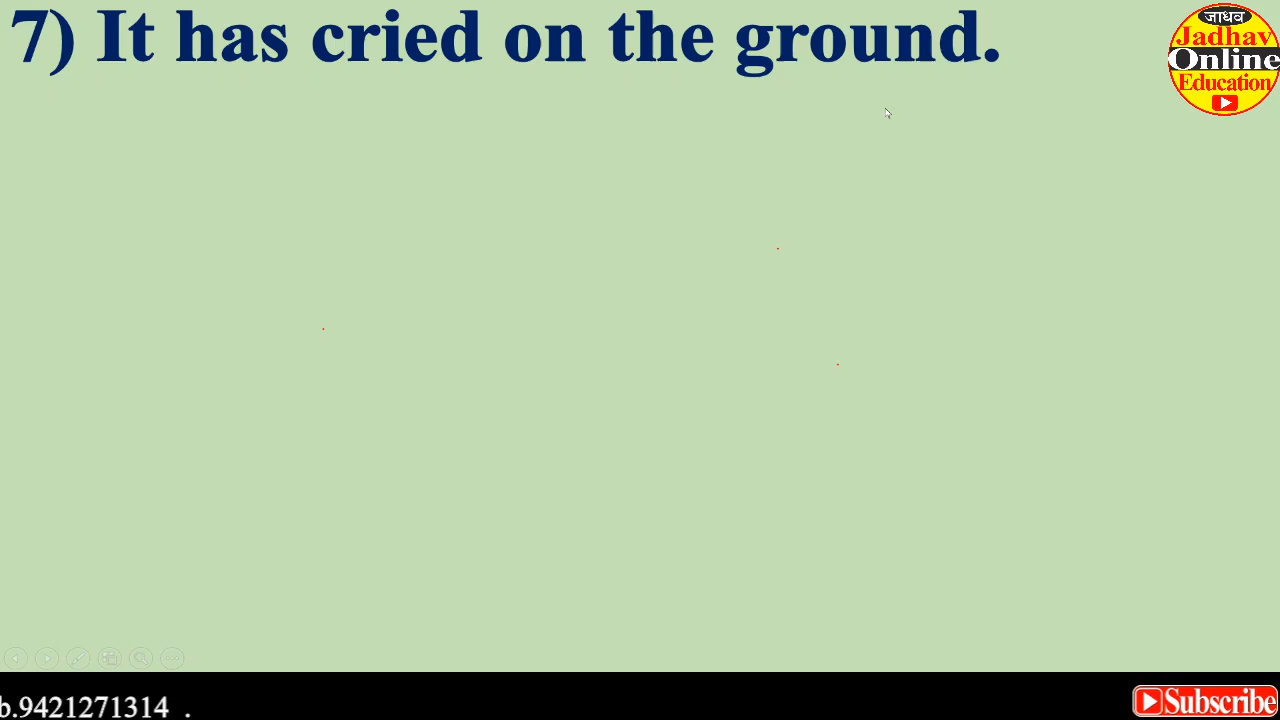 7) It has cried on the ground.
जाधव
Jadhav
Online
Education
b.9421271314 .
Subscribe